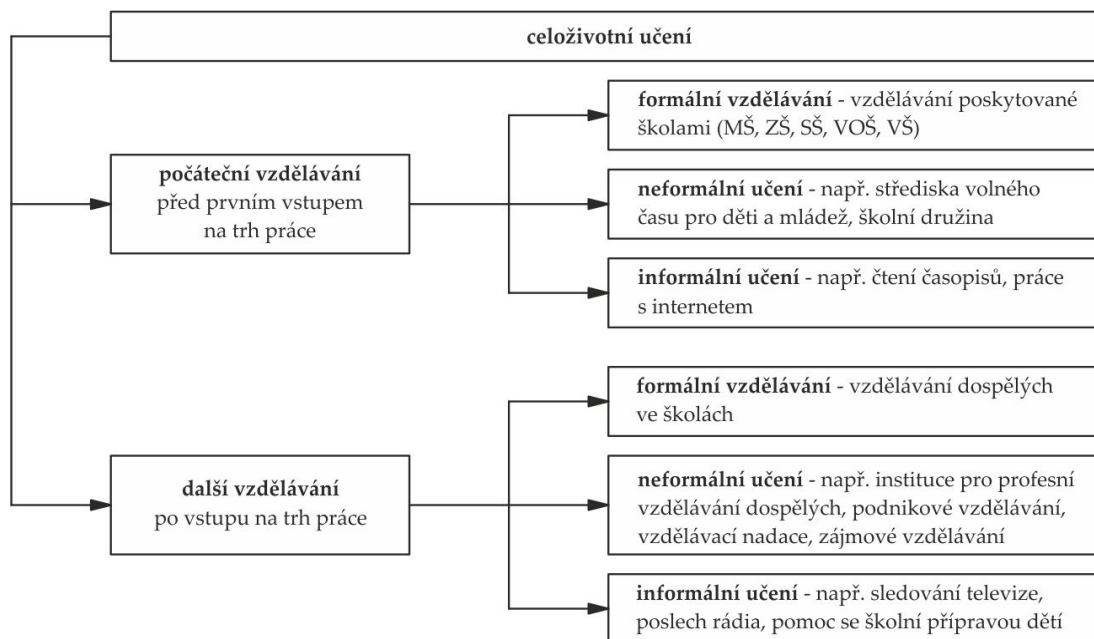 celoživotní učení
formální vzdělávání - vzdělávání poskytované
školami (MŠ, ZŠ, SŠ, VOŠ, VŠ)
počáteční vzdělávání
před prvním vstupem
na trh práce
neformální učení - např. střediska volného
času pro děti a mládež, školní družina
informální učení - např. čtení časopisů, práce
s internetem
formální vzdělávání - vzdělávání dospělých
ve školách
další vzdělávání
po vstupu na trh práce
neformální učení - např. instituce pro profesní
vzdělávání dospělých, podnikové vzdělávání,
vzdělávací nadace, zájmové vzdělávání
informální učení - např. sledování televize,
poslech rádia, pomoc se školní přípravou dětí